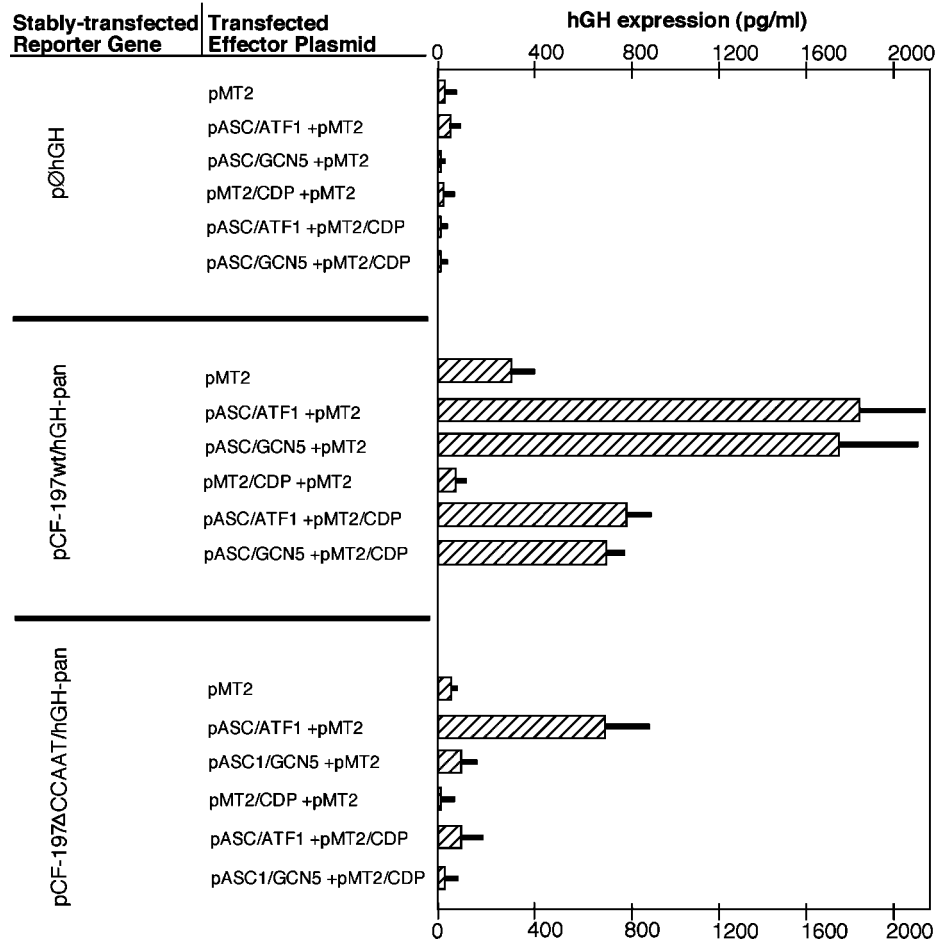 Stably-transfected Transfected hGH expression (pg/ml)
Reporter Gene Effector Plasmid
0 400 800 1200 1600 2000
pØhGH
pMT2
pASC/ATF1 +pMT2
pASC/GCN5 +pMT2
pMT2/CDP +pMT2
pASC/ATF1 +pMT2/CDP
pASC/GCN5 +pMT2/CDP
pCF-197wt/hGH-pan
pMT2
pASC/ATF1 +pMT2
pASC/GCN5 +pMT2
pMT2/CDP +pMT2
pASC/ATF1 +pMT2/CDP
pASC/GCN5 +pMT2/CDP
pCF-197ΔCCAAT/hGH-pan
pMT2
pASC/ATF1 +pMT2
pASC1/GCN5 +pMT2
pMT2/CDP +pMT2
pASC/ATF1 +pMT2/CDP
pASC1/GCN5 +pMT2/CDP
0 400 800 1200 1600 2000